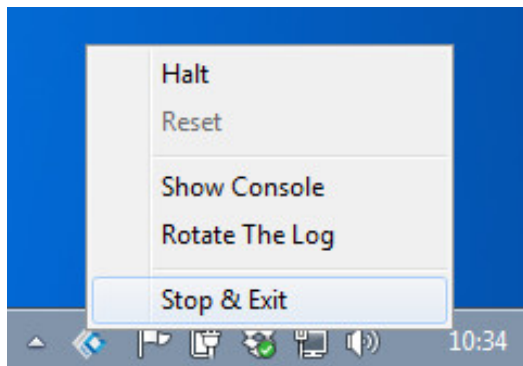 Halt
Reset
Show Console
Rotate The Log
Stop & Exit
10:34